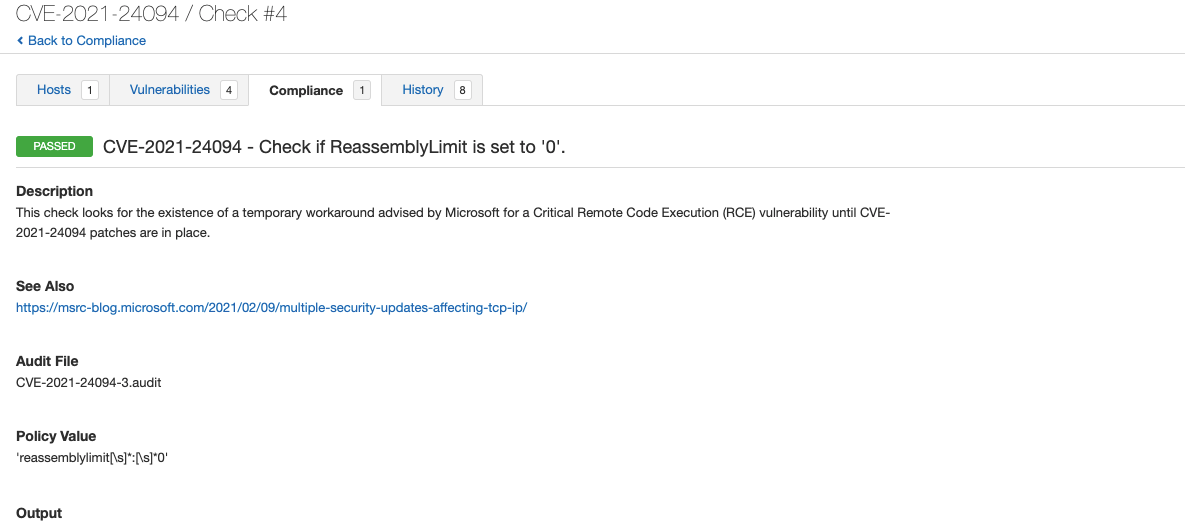 CVE-2021-24094 / Check #4
Back to Compliance
Hosts 1 Vulnerabilities 4 Compliance 1 History 8
PASSED CVE-2021-24094 - Check if ReassemblyLimit is set to '0'.
Description
This check looks for the existence of a temporary workaround advised by Microsoft for a Critical Remote Code Execution (RCE) vulnerability until CVE-
2021-24094 patches are in place.
See Also
https://msrc-blog.microsoft.com/2021/02/09/multiple-security-updates-affecting-tcp-ip/
Audit File
CVE-2021-24094-3.audit
Policy Value
'reassemblylimit[\s]*:[\s]*0'
Output